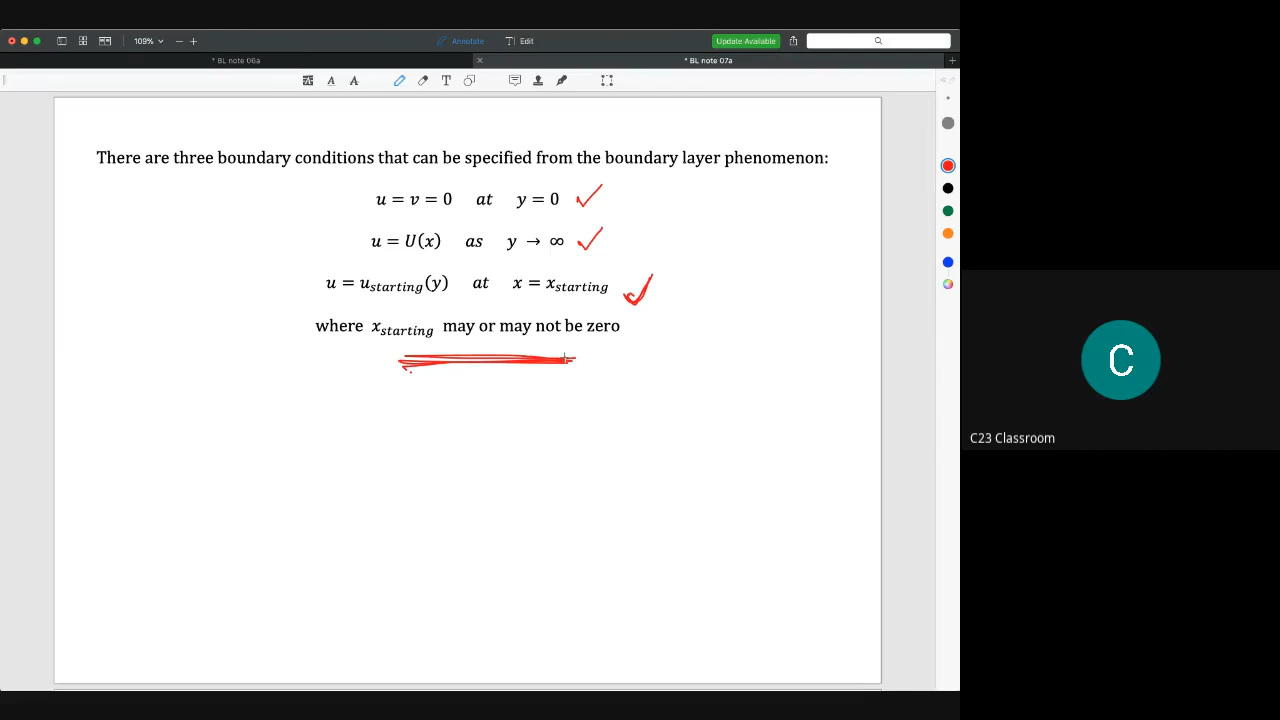 109%
Annotate
Edit
Update Available
* BL note 06a
* BL note 07a
There are three boundary conditions that can be specified from the boundary layer phenomenon:
u = v = 0 at y = 0
u = U(x) as y → ∞
u = u_starting(y) at x = x_starting
where x_starting may or may not be zero
C
C23 Classroom